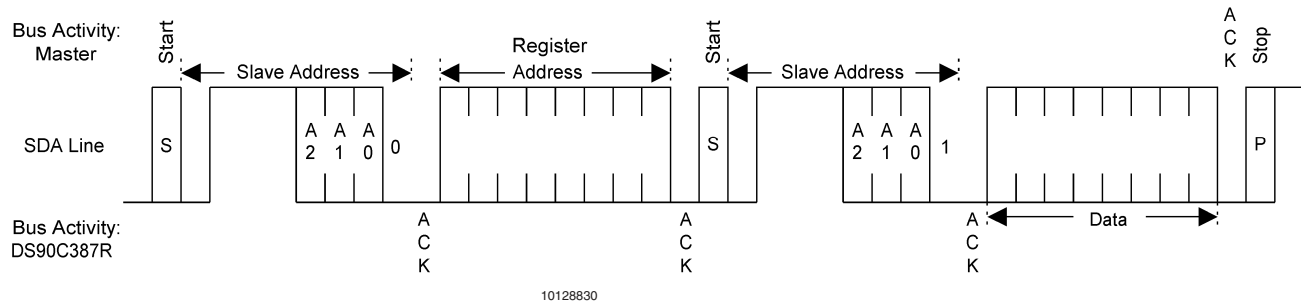 Bus Activity:
Master
Start
Slave Address
Register
Address
Start
Slave Address
A
C
K
Stop
SDA Line
S
A
2
A
1
A
0
0
S
A
2
A
1
A
0
1
P
Bus Activity:
DS90C387R
A
C
K
A
C
K
A
C
K
Data
10128830